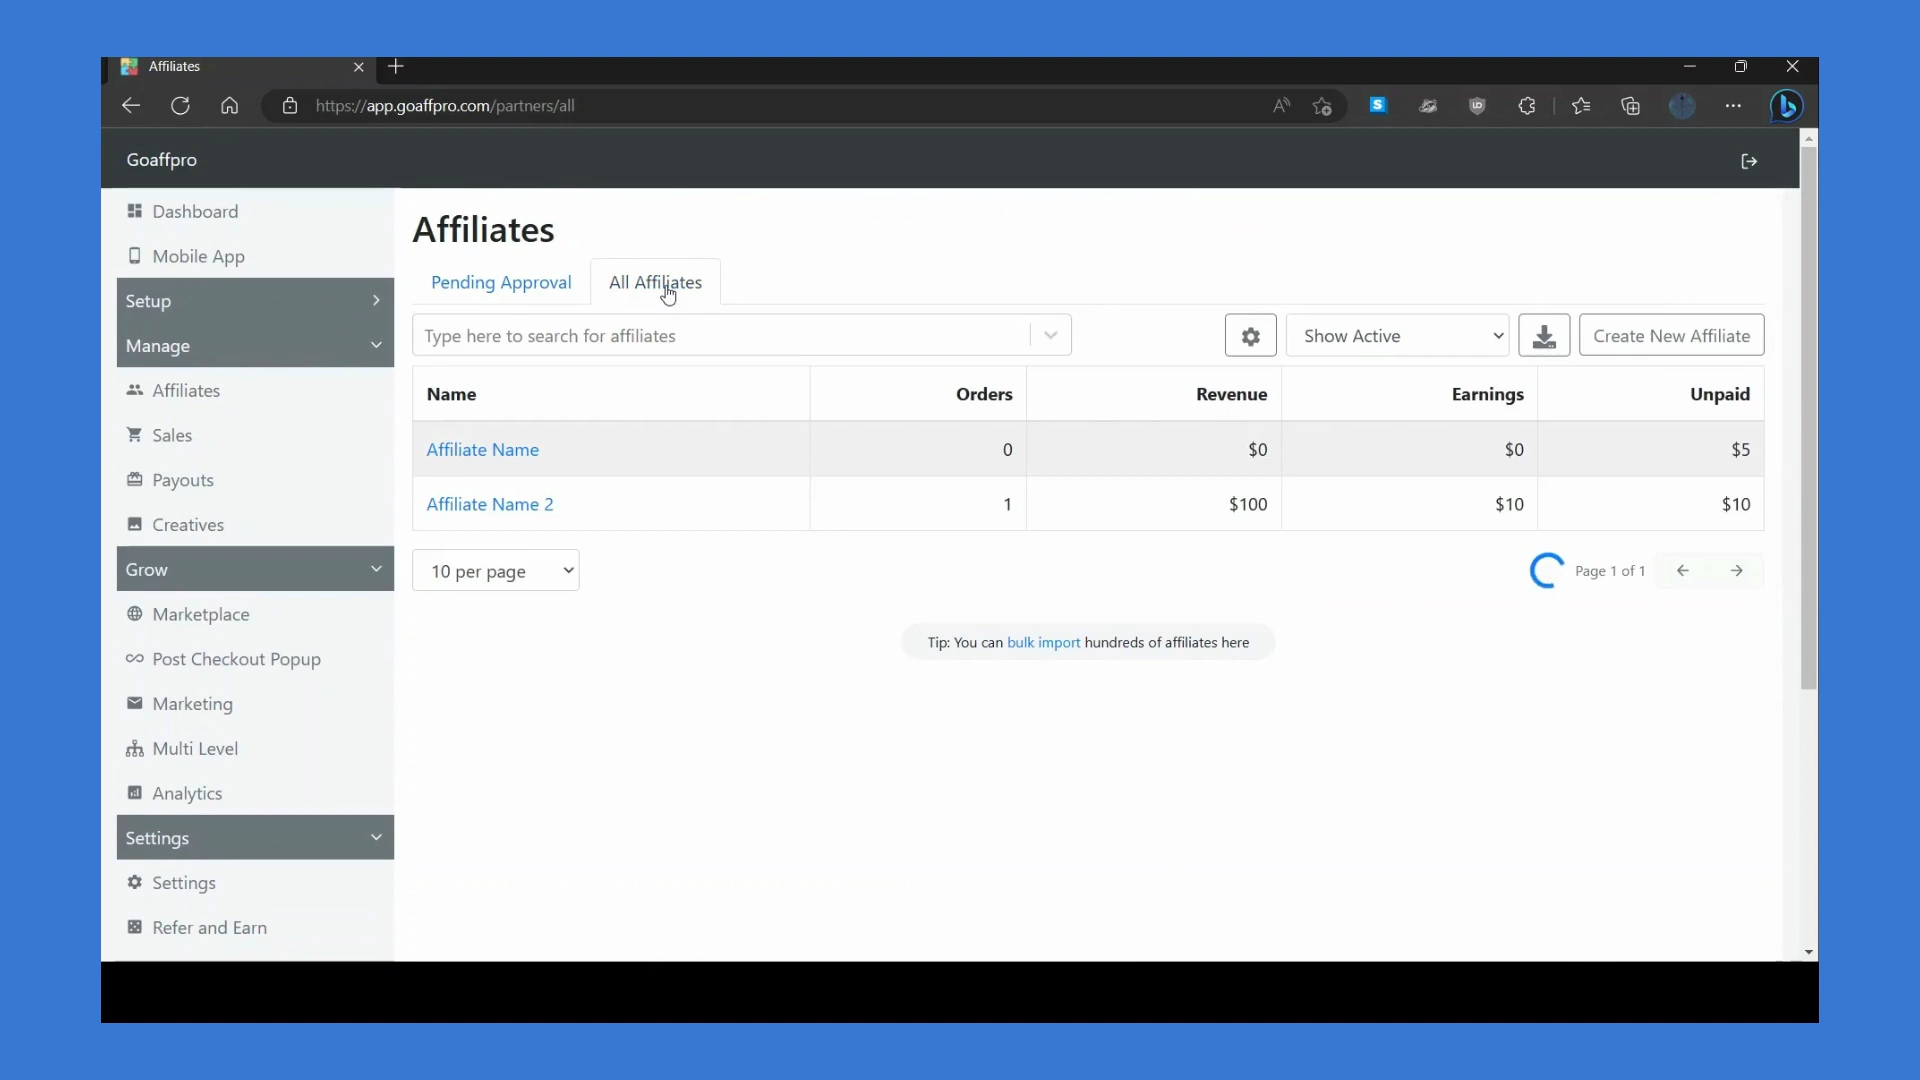 Affiliates
https://app.goaffpro.com/partners/all
Goaffpro
Dashboard
Mobile App
Setup
Manage
Affiliates
Sales
Payouts
Creatives
Grow
Marketplace
Post Checkout Popup
Marketing
Multi Level
Analytics
Settings
Settings
Refer and Earn
Affiliates
Pending Approval All Affiliates
Type here to search for affiliates Show Active Create New Affiliate
Name Orders Revenue Earnings Unpaid
Affiliate Name 0 $0 $0 $5
Affiliate Name 2 1 $100 $10 $10
10 per page Page 1 of 1
Tip: You can bulk import hundreds of affiliates here